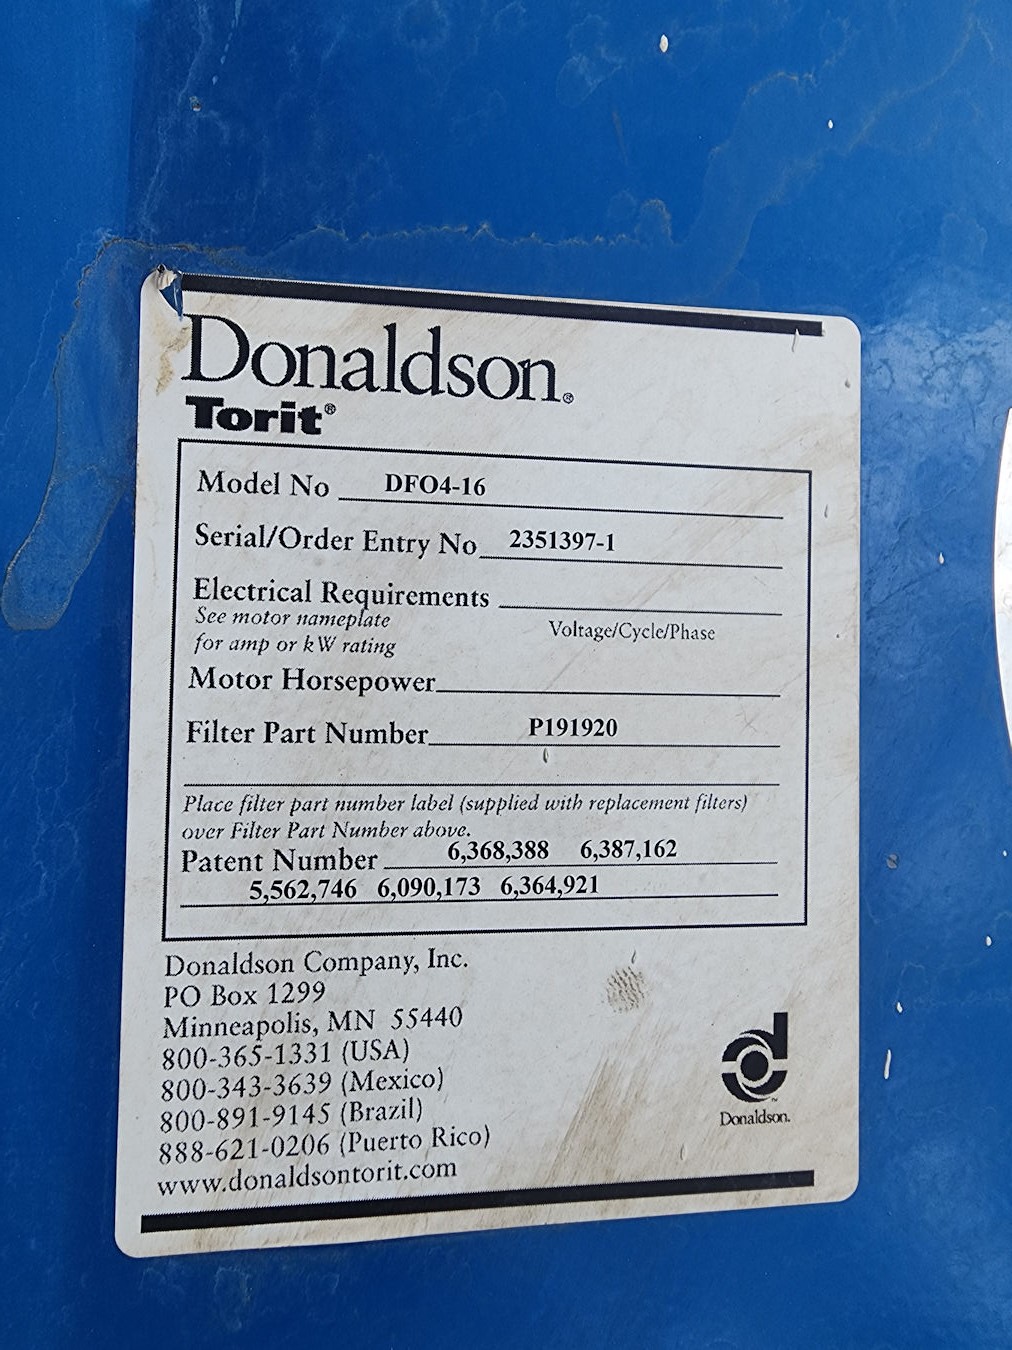 Donaldson®
Torit®
Model No DFO4-16
Serial/Order Entry No 2351397-1
Electrical Requirements
See motor nameplate
for amp or kW rating
Voltage/Cycle/Phase
Motor Horsepower
Filter Part Number P191920
Place filter part number label (supplied with replacement filters)
over Filter Part Number above.
Patent Number 6,368,388 6,387,162
5,562,746 6,090,173 6,364,921
Donaldson Company, Inc.
PO Box 1299
Minneapolis, MN 55440
800-365-1331 (USA)
800-343-3639 (Mexico)
800-891-9145 (Brazil)
888-621-0206 (Puerto Rico)
www.donaldsontorit.com
Donaldson.